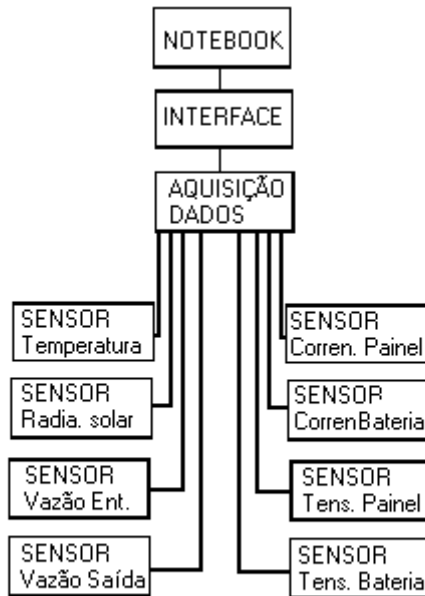 NOTEBOOK
INTERFACE
AQUISIÇÃO
DADOS
SENSOR
Temperatura
SENSOR
Radia. solar
SENSOR
Vazão Ent.
SENSOR
Vazão Saída
SENSOR
Corren. Painel
SENSOR
CorrenBateria
SENSOR
Tens. Painel
SENSOR
Tens. Bateria